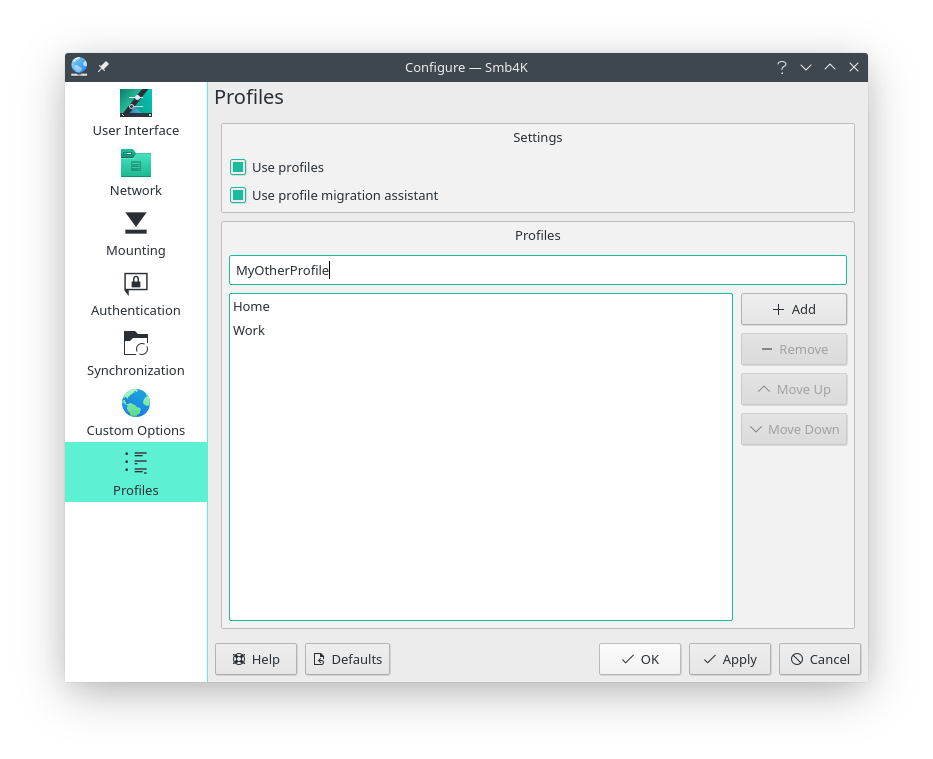 Configure — Smb4K
User Interface
Network
Mounting
Authentication
Synchronization
Custom Options
Profiles
Profiles
Settings
Use profiles
Use profile migration assistant
Profiles
MyOtherProfile
Home
Work
Add
Remove
Move Up
Move Down
Help
Defaults
OK
Apply
Cancel